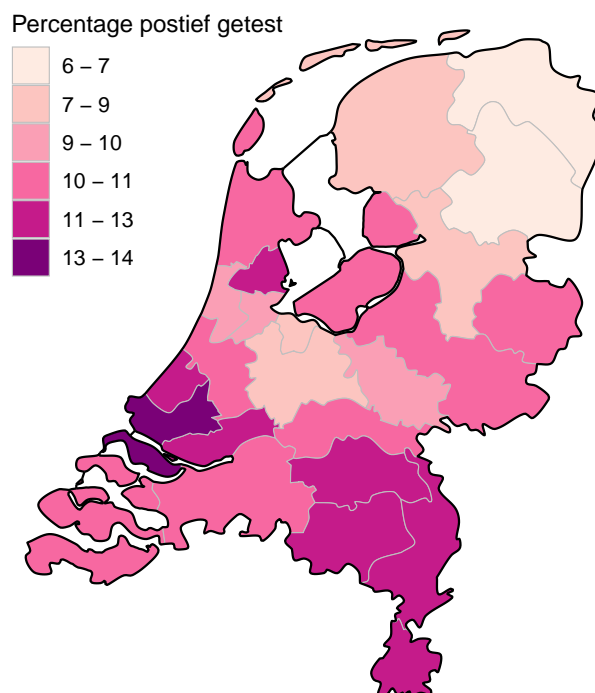 Percentage postief getest
6 – 7
7 – 9
9 – 10
10 – 11
11 – 13
13 – 14